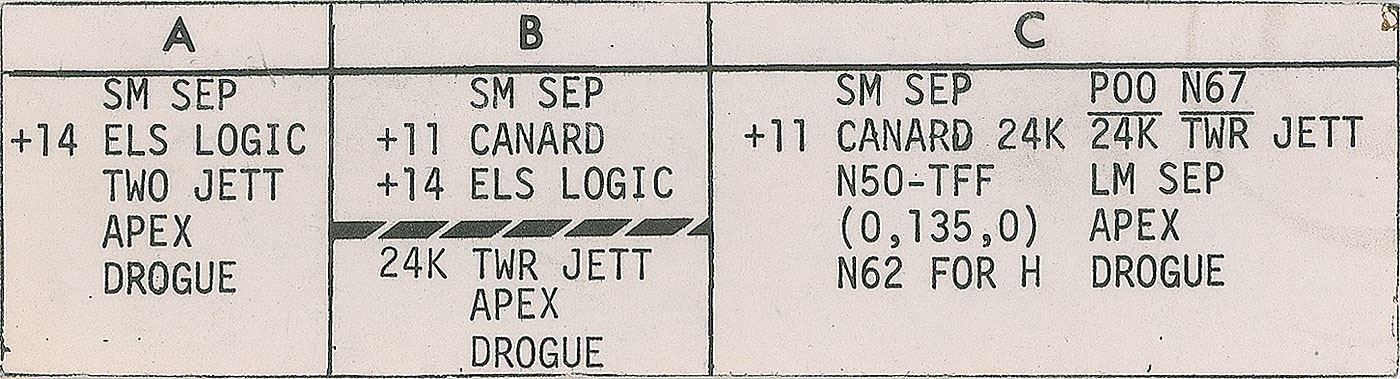 A
SM SEP
+14 ELS LOGIC
TWO JETT
APEX
DROGUE
B
SM SEP
+11 CANARD
+14 ELS LOGIC
24K TWR JETT
APEX
DROGUE
C
SM SEP
+11 CANARD 24K
N50-TFF
(0,135,0)
N62 FOR H
POO N67
24K TWR JETT
LM SEP
APEX
DROGUE